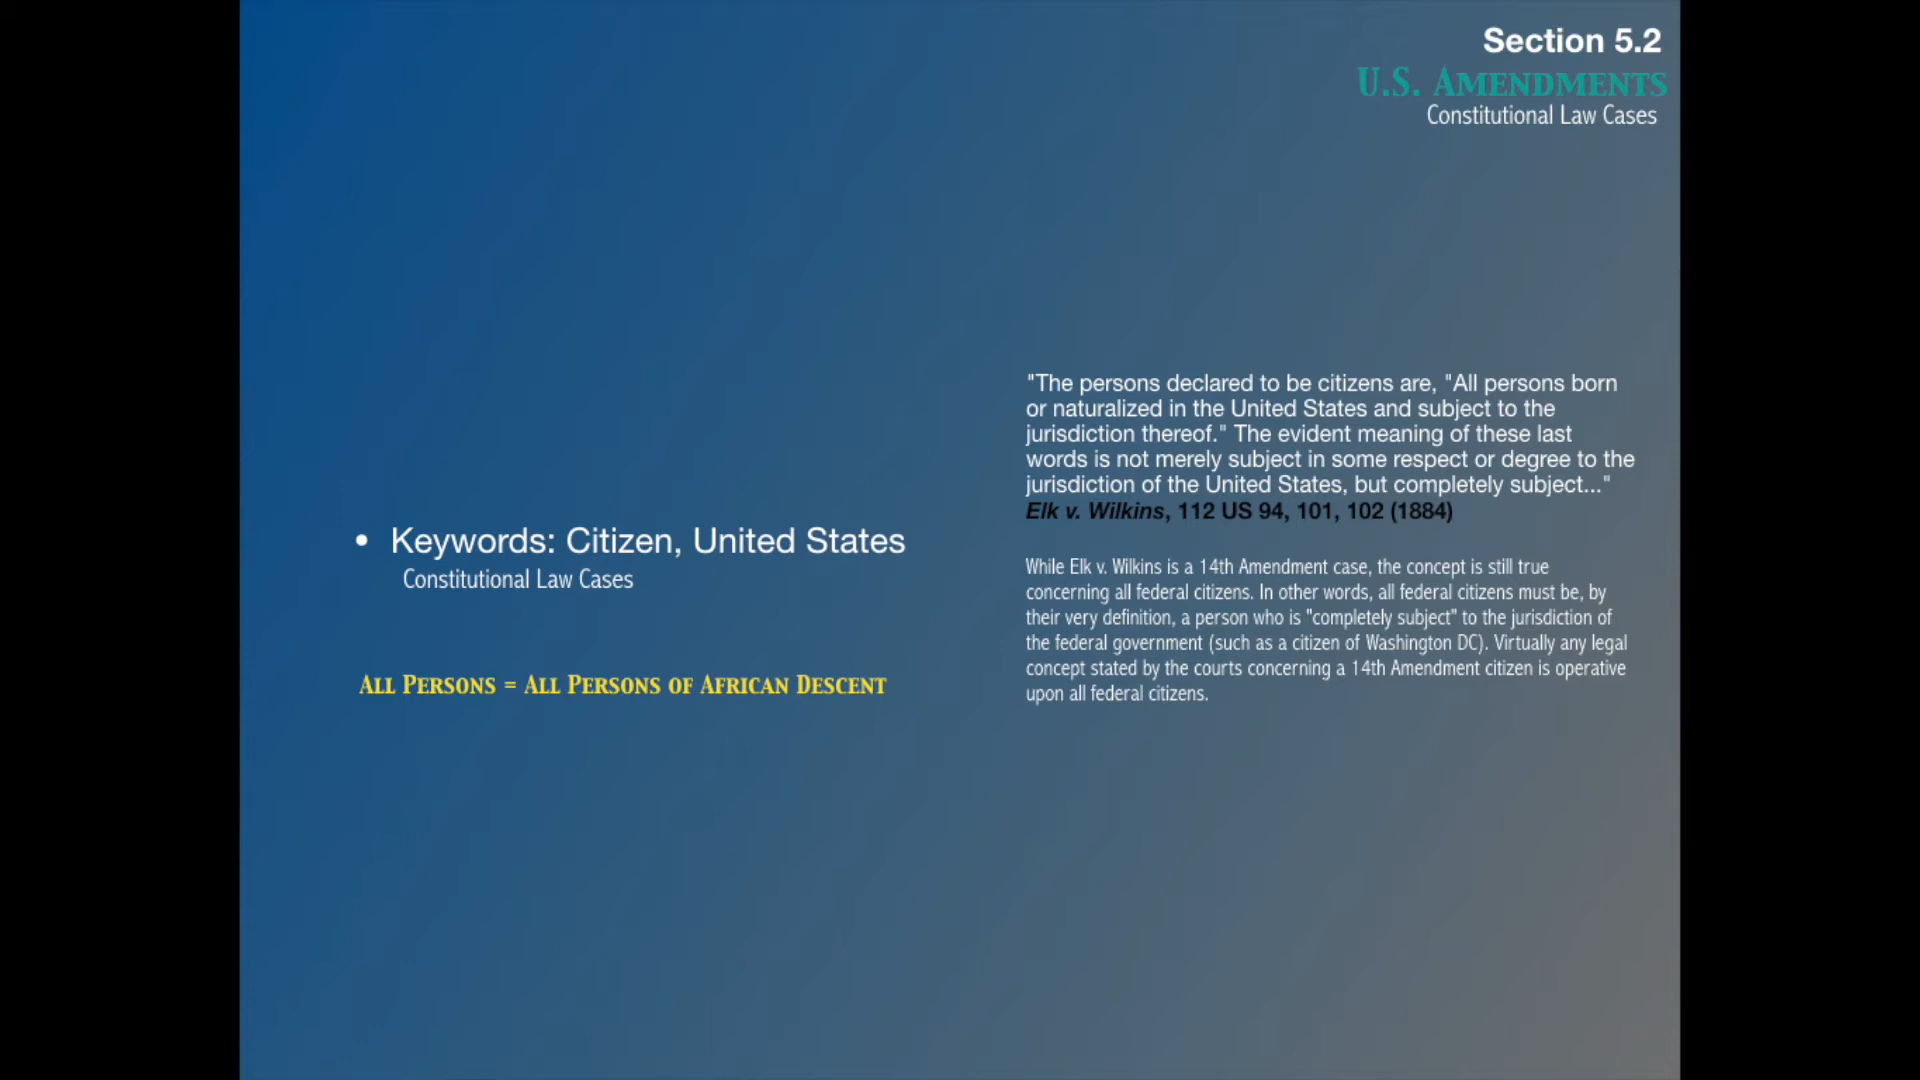 Section 5.2
U.S. AMENDMENTS
Constitutional Law Cases
• Keywords: Citizen, United States
Constitutional Law Cases
ALL PERSONS = ALL PERSONS OF AFRICAN DESCENT
"The persons declared to be citizens are, "All persons born
or naturalized in the United States and subject to the
jurisdiction thereof." The evident meaning of these last
words is not merely subject in some respect or degree to the
jurisdiction of the United States, but completely subject..."
Elk v. Wilkins, 112 US 94, 101, 102 (1884)
While Elk v. Wilkins is a 14th Amendment case, the concept is still true
concerning all federal citizens. In other words, all federal citizens must be, by
their very definition, a person who is "completely subject" to the jurisdiction of
the federal government (such as a citizen of Washington DC). Virtually any legal
concept stated by the courts concerning a 14th Amendment citizen is operative
upon all federal citizens.